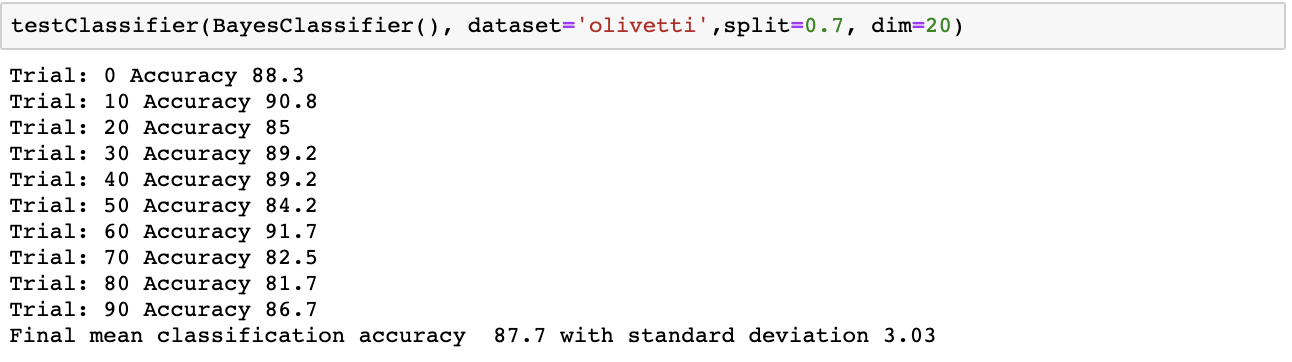 testClassifier(BayesClassifier(), dataset='olivetti',split=0.7, dim=20)
Trial: 0 Accuracy 88.3
Trial: 10 Accuracy 90.8
Trial: 20 Accuracy 85
Trial: 30 Accuracy 89.2
Trial: 40 Accuracy 89.2
Trial: 50 Accuracy 84.2
Trial: 60 Accuracy 91.7
Trial: 70 Accuracy 82.5
Trial: 80 Accuracy 81.7
Trial: 90 Accuracy 86.7
Final mean classification accuracy  87.7 with standard deviation 3.03